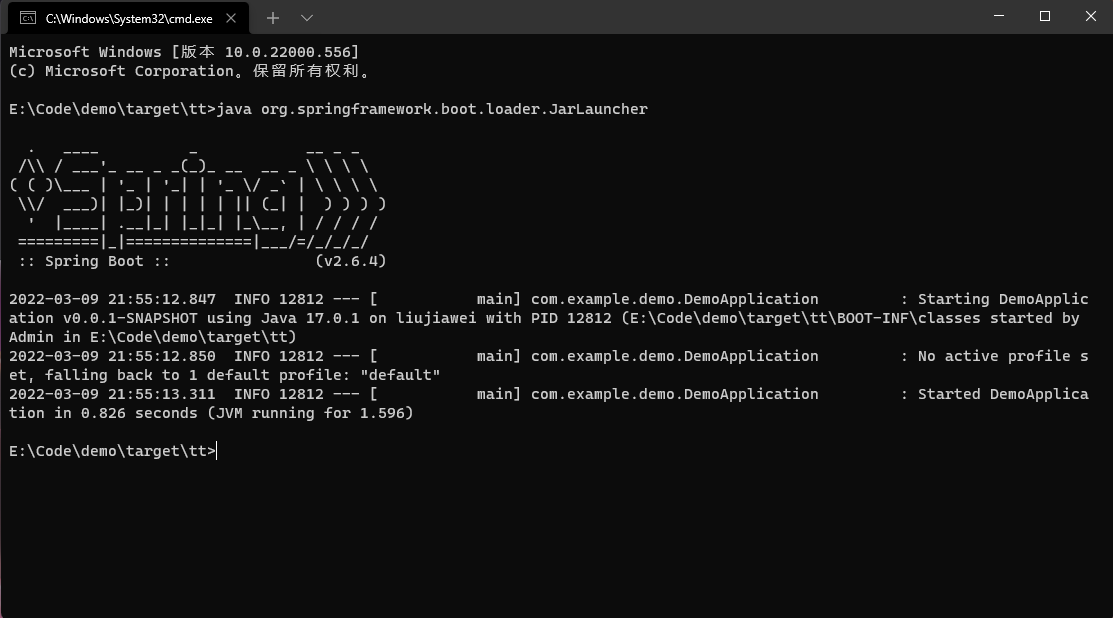 C:\Windows\System32\cmd.exe
Microsoft Windows [版本 10.0.22000.556]
(c) Microsoft Corporation。保留所有权利。
E:\Code\demo\target\tt>java org.springframework.boot.loader.JarLauncher
  .   ____          _            __ _ _
 /\\ / ___'_ __ _ _(_)_ __  __ _ \ \ \ \
( ( )\___ | '_ | '_| | '_ \/ _` | \ \ \ \
 \\/  ___)| |_)| | | | | || (_| |  ) ) ) )
  '  |____| .__|_| |_|_| |_\__, | / / / /
 =========|_|==============|___/=/_/_/_/
 :: Spring Boot ::                (v2.6.4)
2022-03-09 21:55:12.847  INFO 12812 --- [           main] com.example.demo.DemoApplication         : Starting DemoApplic
ation v0.0.1-SNAPSHOT using Java 17.0.1 on liujiawei with PID 12812 (E:\Code\demo\target\tt\BOOT-INF\classes started by
Admin in E:\Code\demo\target\tt)
2022-03-09 21:55:12.850  INFO 12812 --- [           main] com.example.demo.DemoApplication         : No active profile s
et, falling back to 1 default profile: "default"
2022-03-09 21:55:13.311  INFO 12812 --- [           main] com.example.demo.DemoApplication         : Started DemoApplica
tion in 0.826 seconds (JVM running for 1.596)
E:\Code\demo\target\tt>